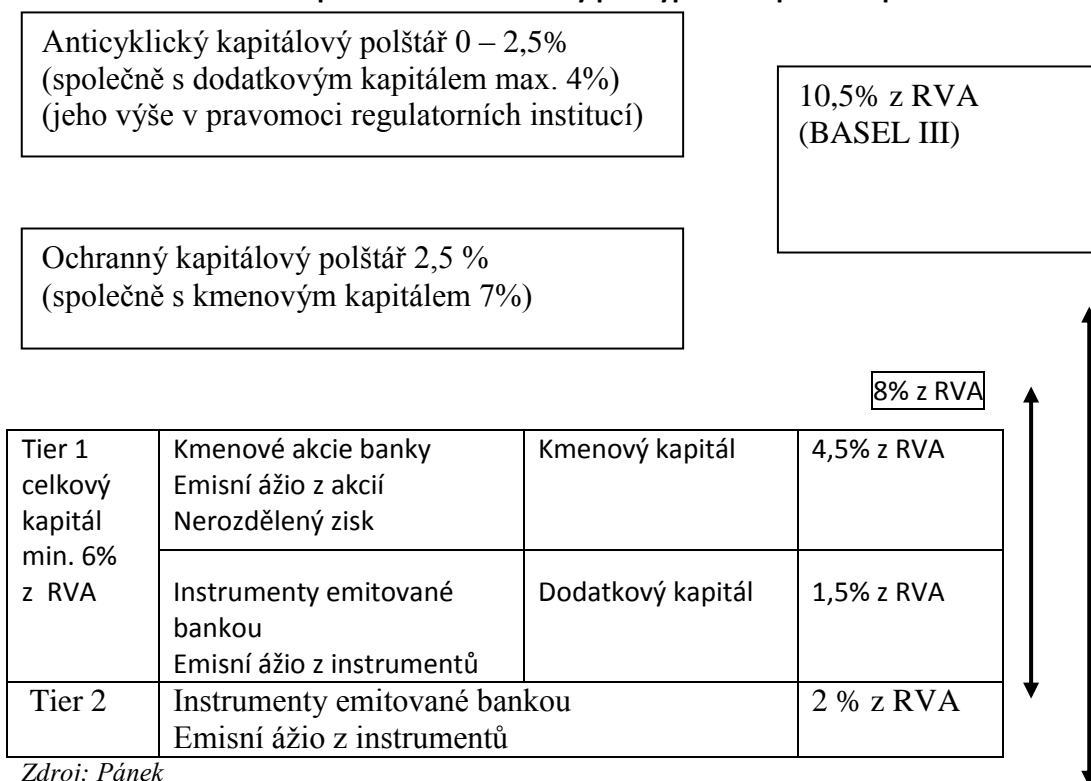 Anticyklický kapitálový polštář 0 – 2,5%
(společně s dodatkovým kapitálem max. 4%)
(jeho výše v pravomoci regulatorních institucí)
10,5% z RVA
(BASEL III)
Ochranný kapitálový polštář 2,5 %
(společně s kmenovým kapitálem 7%)
8% z RVA
Tier 1
celkový
kapitál
min. 6%
z RVA
Kmenové akcie banky
Emisní ážio z akcií
Nerozdělený zisk
Kmenový kapitál
4,5% z RVA
Instrumenty emitované
bankou
Emisní ážio z instrumentů
Dodatkový kapitál
1,5% z RVA
Tier 2
Instrumenty emitované bankou
Emisní ážio z instrumentů
2 % z RVA
Zdroj: Pánek